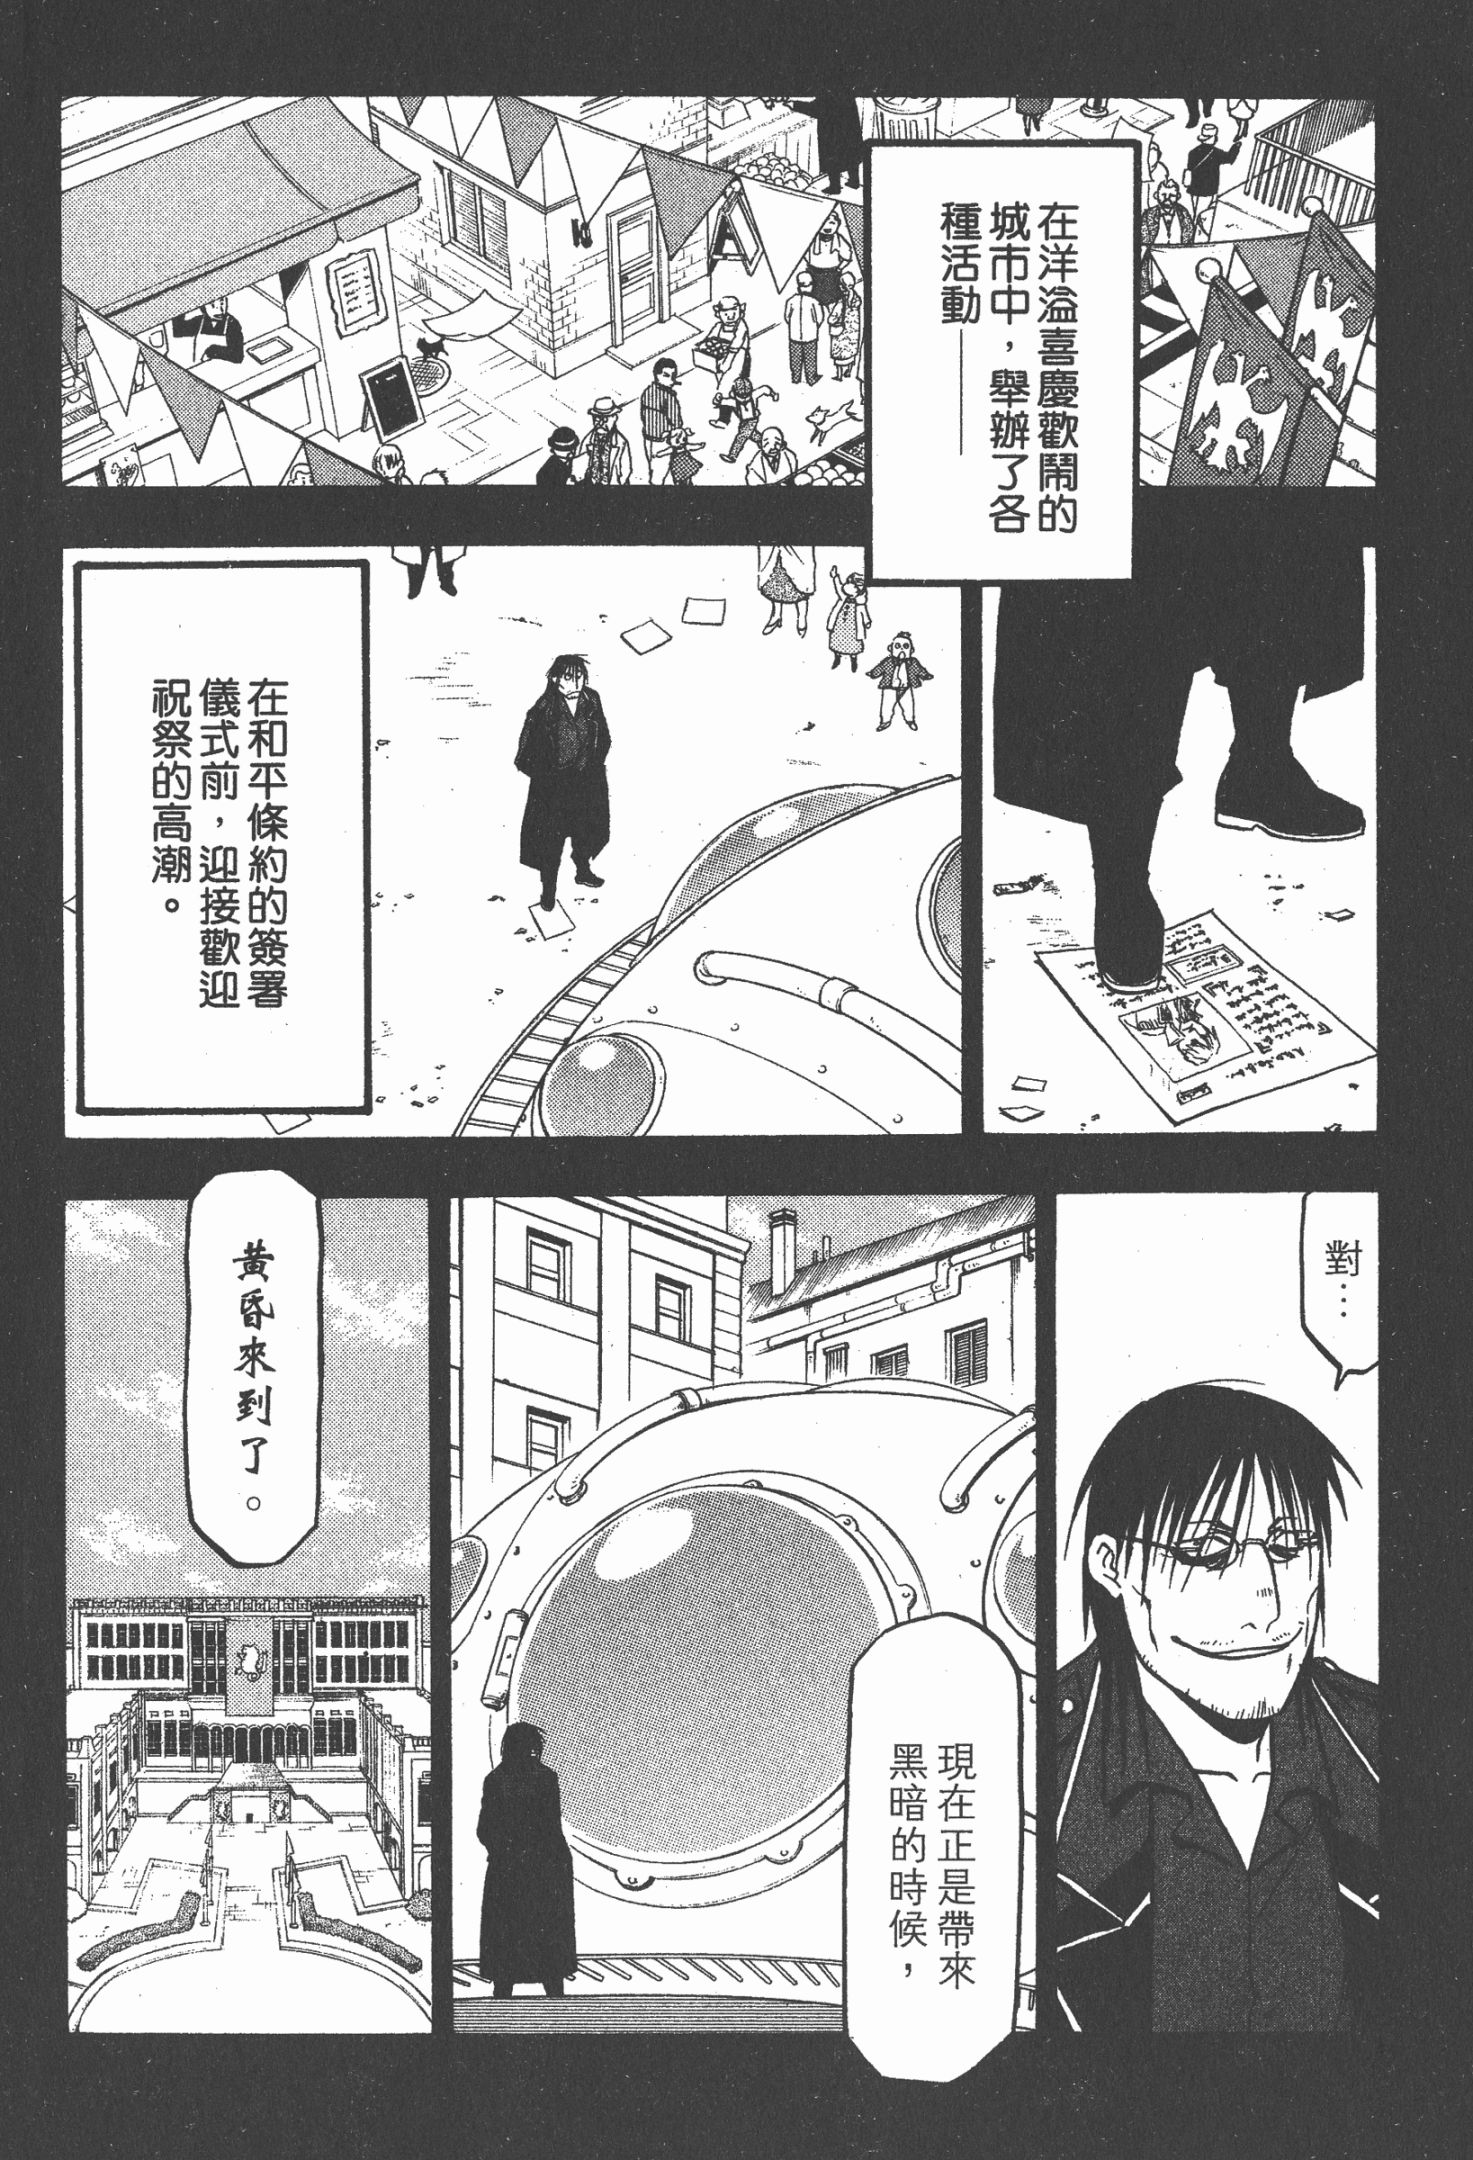 在洋溢喜慶歡鬧的
城市中，舉辦了各
種活動——
在和平條約的簽署
儀式前，迎接歡迎
祝祭的高潮。
對…
現在正是帶來
黑暗的時候，
黃昏來到了。